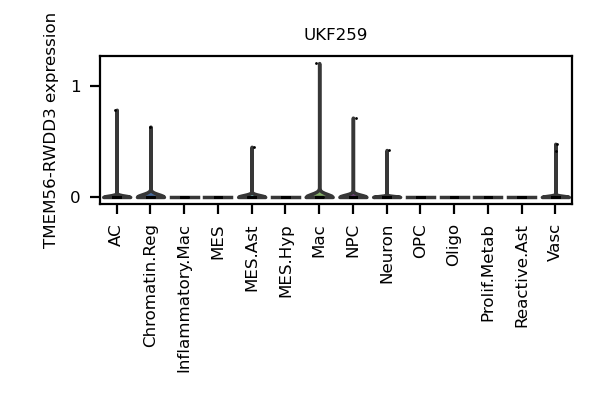 UKF259
TMEM56-RWDD3 expression
1
0
AC
Chromatin.Reg
Inflammatory.Mac
MES
MES.Ast
MES.Hyp
Mac
NPC
Neuron
OPC
Oligo
Prolif.Metab
Reactive.Ast
Vasc